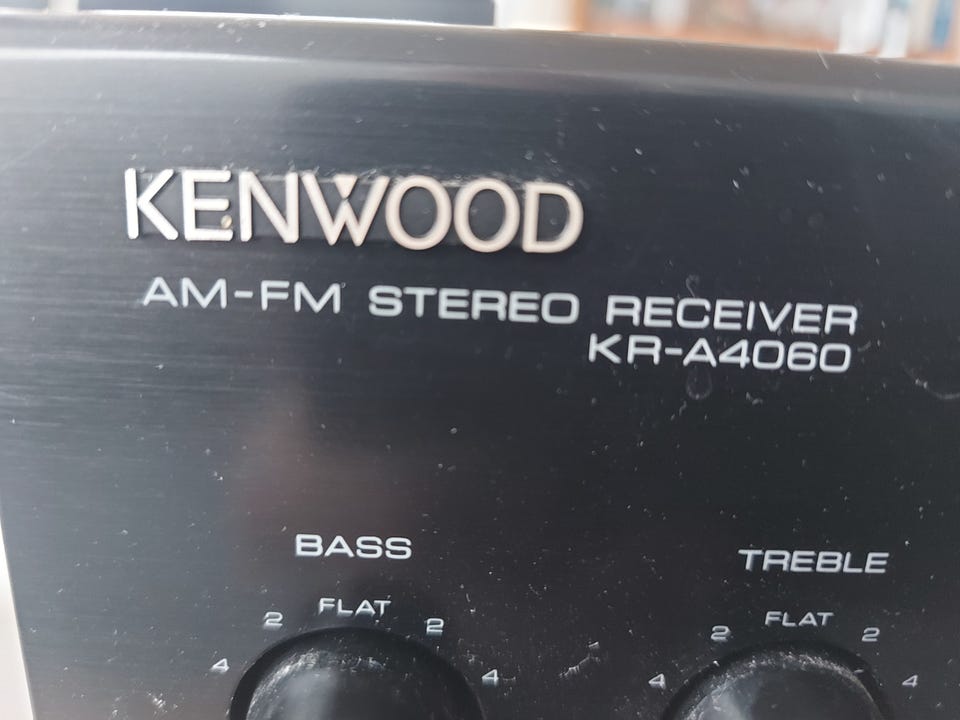 KENWOOD
AM-FM STEREO RECEIVER
KR-A4060
BASS
TREBLE
2 FLAT 2
2 FLAT 2
4 4
4 4